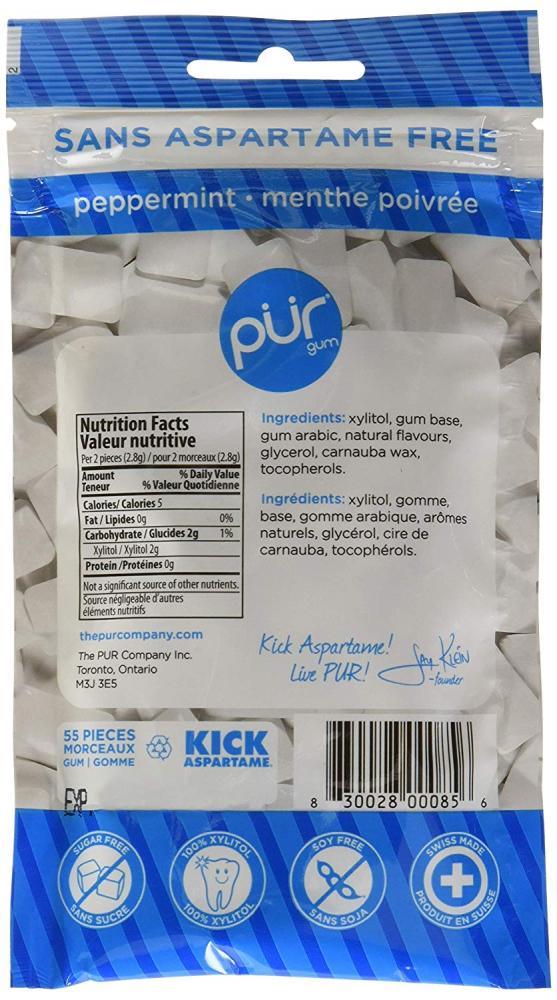 2
SANS ASPARTAME FREE
peppermint • menthe poivrée
pür
gum
Nutrition Facts
Valeur nutritive
Per 2 pieces (2.8g) / pour 2 morceaux (2.8g)
Amount % Daily Value
Teneur % Valeur Quotidienne
Calories/ Calories 5
Fat / Lipides 0g 0%
Carbohydrate / Glucides 2g 1%
Xylitol / Xylitol 2g
Protein /Protéines 0g
Not a significant source of other nutrients.
Source négligeable d'autres
éléments nutritifs
Ingredients: xylitol, gum base,
gum arabic, natural flavours,
glycerol, carnauba wax,
tocopherols.
Ingrédients: xylitol, gomme,
base, gomme arabique, arômes
naturels, glycérol, cire de
carnauba, tocophérols.
thepurcompany.com
The PUR Company Inc.
Toronto, Ontario
M3J 3E5
Kick Aspartame!
Live PUR!
Jay Klein
-founder
55 PIECES
MORCEAUX
GUM | GOMME
KICK
ASPARTAME
EXP
8 30028 00085 6
SUGAR FREE
SANS SUCRE
100% XYLITOL
100% XYLITOL
SOY FREE
SANS SOJA
SWISS MADE
PRODUIT EN SUISSE